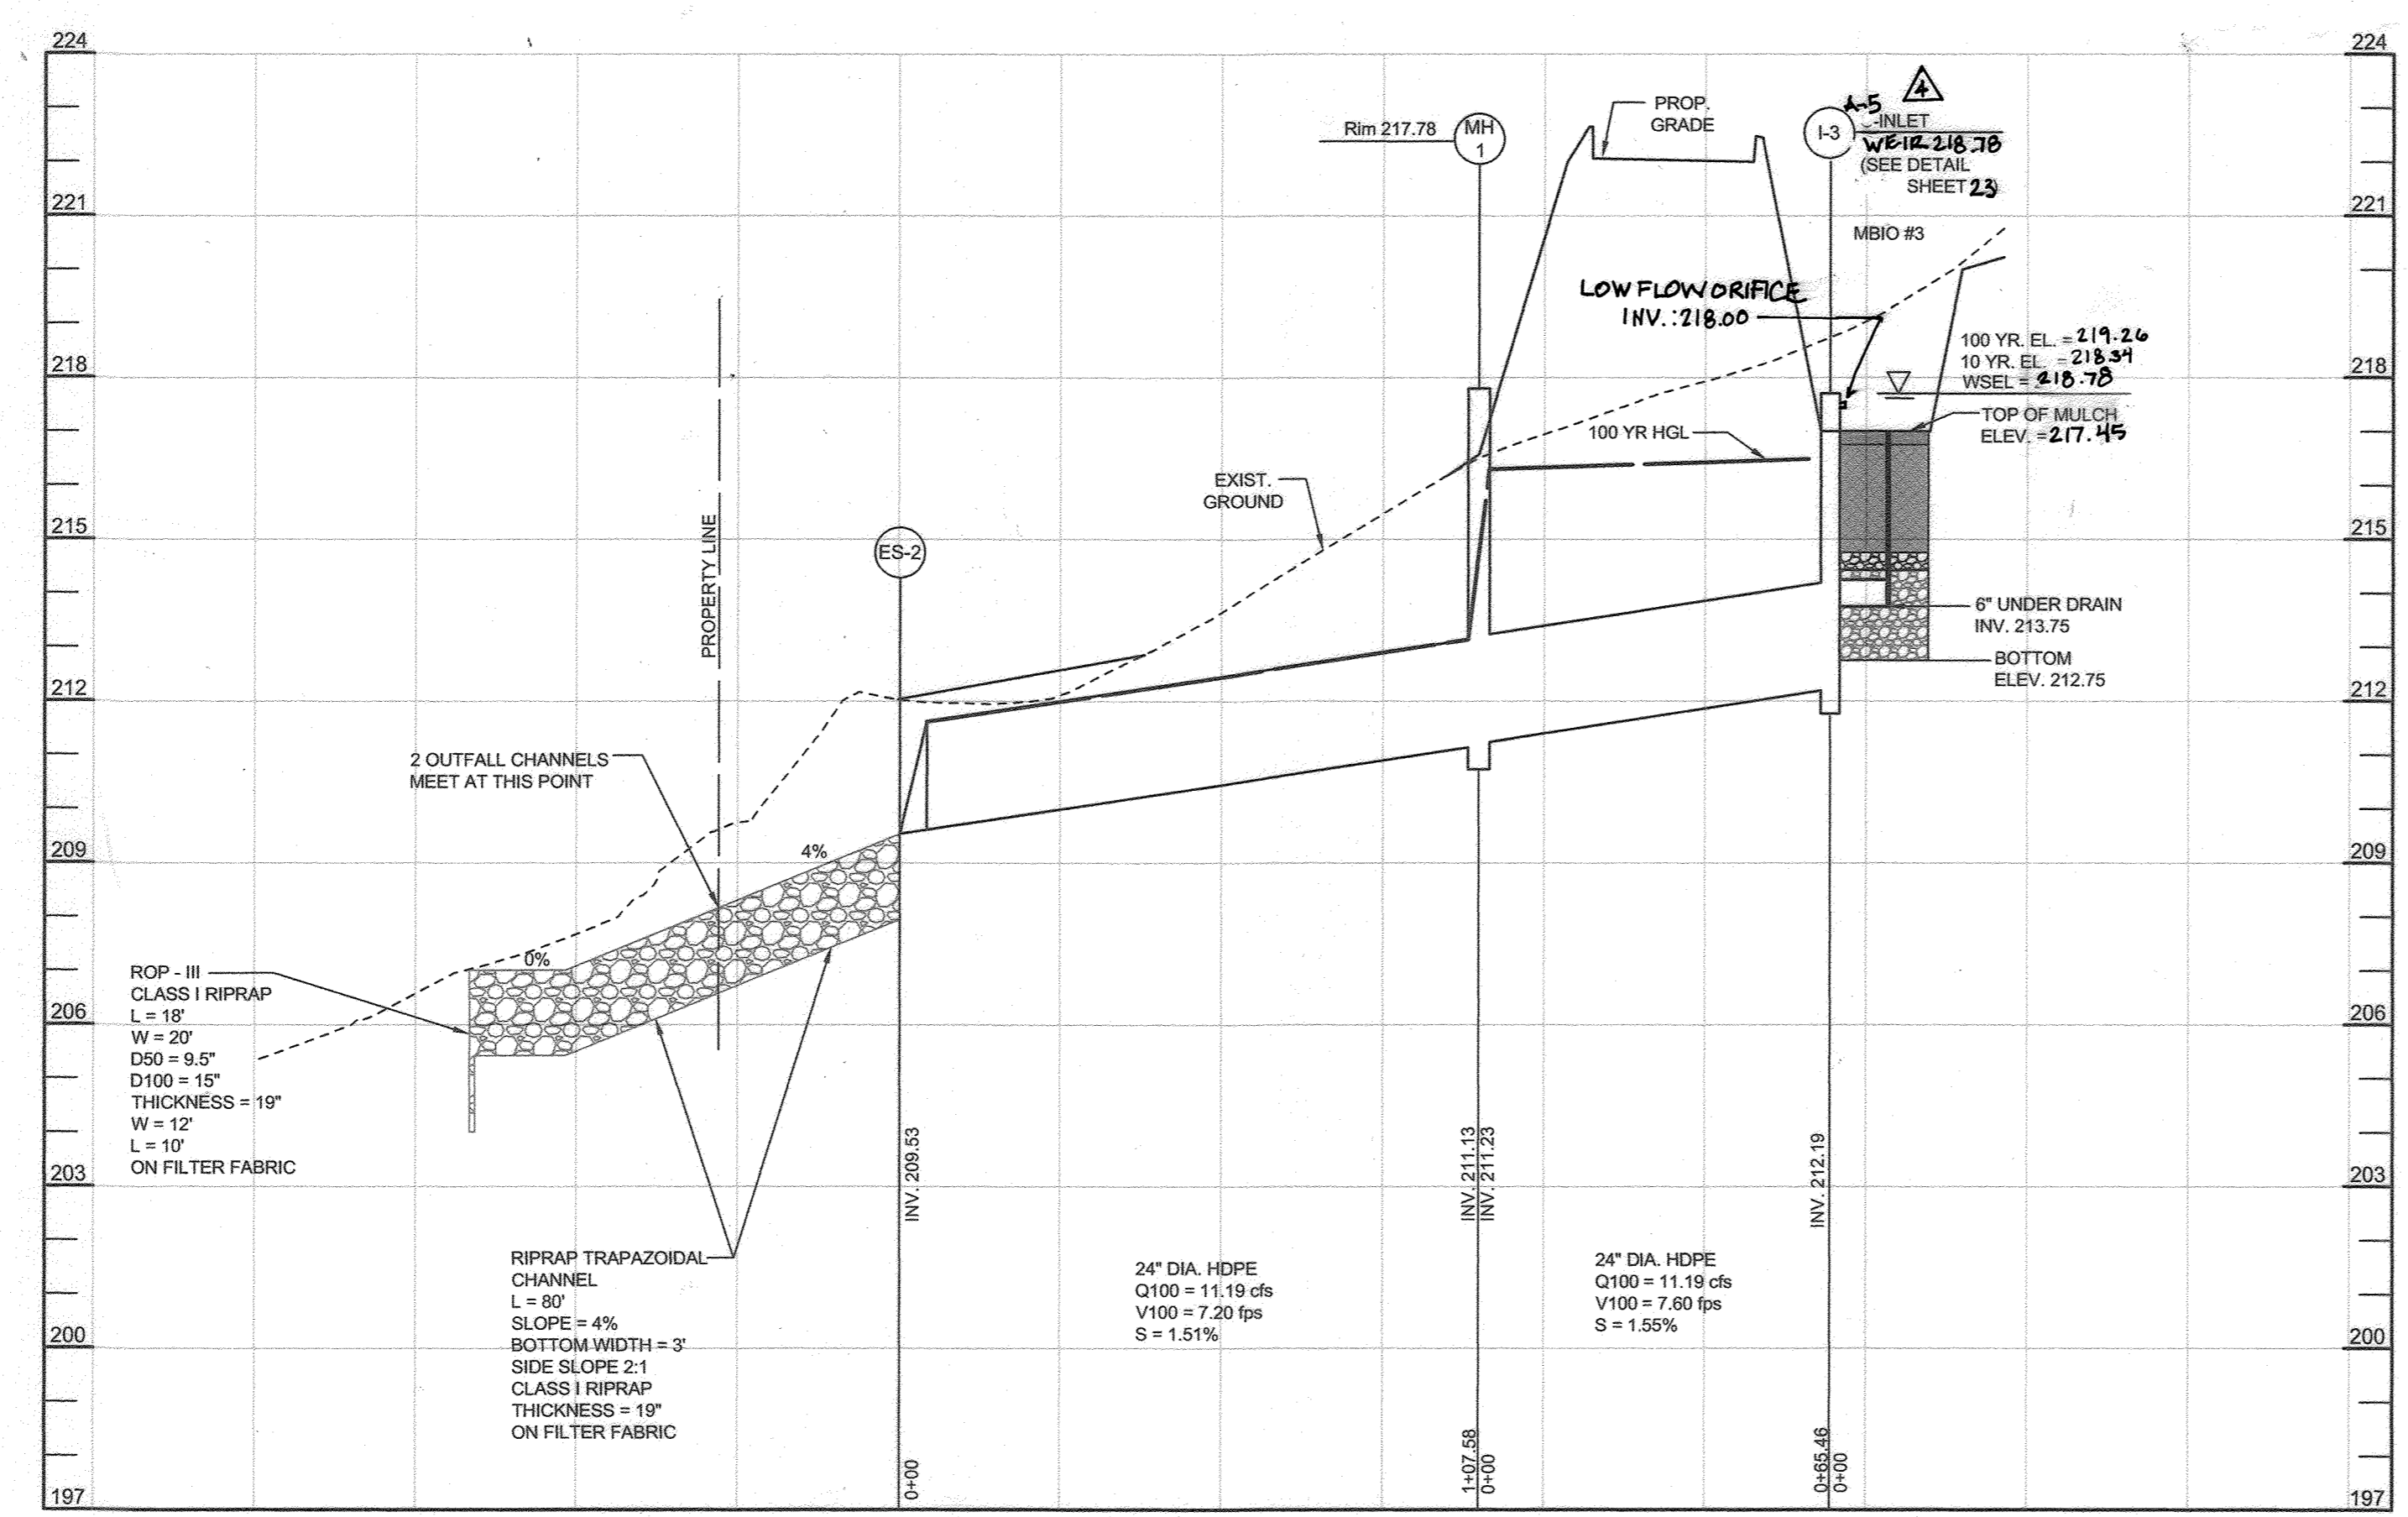 224
221
218
215
212
209
206
203
200
197
224
221
218
215
212
209
206
203
200
197
Rim 217.78
MH
1
PROP.
GRADE
I-3
A-5
4
-INLET
WEIR 218.78
(SEE DETAIL
SHEET 23)
MBIO #3
LOW FLOW ORIFICE
INV.:218.00
100 YR. EL. = 219.26
10 YR. EL. = 218.34
WSEL = 218.78
TOP OF MULCH
ELEV. = 217.45
100 YR HGL
EXIST.
GROUND
PROPERTY LINE
ES-2
6" UNDER DRAIN
INV. 213.75
BOTTOM
ELEV. 212.75
2 OUTFALL CHANNELS
MEET AT THIS POINT
4%
0%
ROP - III
CLASS I RIPRAP
L = 18'
W = 20'
D50 = 9.5"
D100 = 15"
THICKNESS = 19"
W = 12'
L = 10'
ON FILTER FABRIC
RIPRAP TRAPAZOIDAL
CHANNEL
L = 80'
SLOPE = 4%
BOTTOM WIDTH = 3'
SIDE SLOPE 2:1
CLASS I RIPRAP
THICKNESS = 19"
ON FILTER FABRIC
INV. 209.53
INV. 211.13
INV. 211.23
INV. 212.19
24" DIA. HDPE
Q100 = 11.19 cfs
V100 = 7.20 fps
S = 1.51%
24" DIA. HDPE
Q100 = 11.19 cfs
V100 = 7.60 fps
S = 1.55%
0+00
1+07.58
0+00
0+65.46
0+00